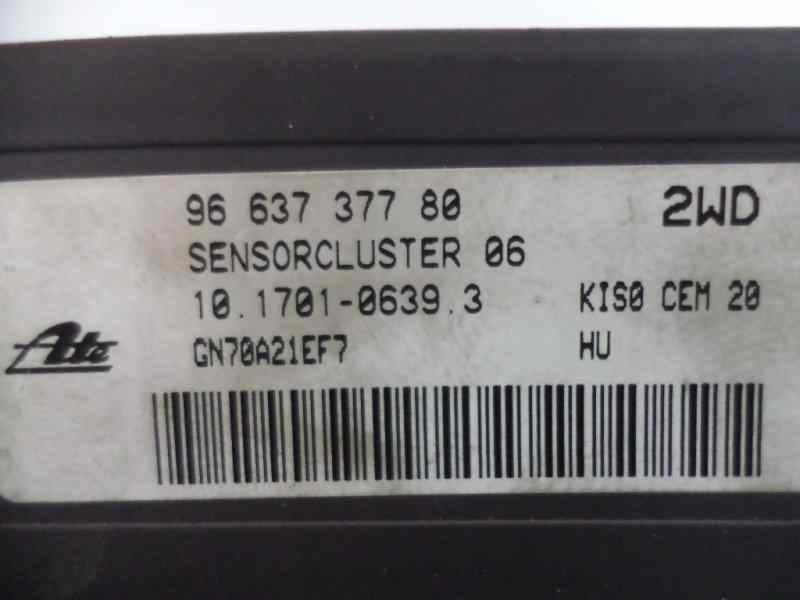 96 637 377 80 2WD
SENSORCLUSTER 06
10.1701-0639.3 KIS0 CEM 20
Ate GN70A21EF7 HU